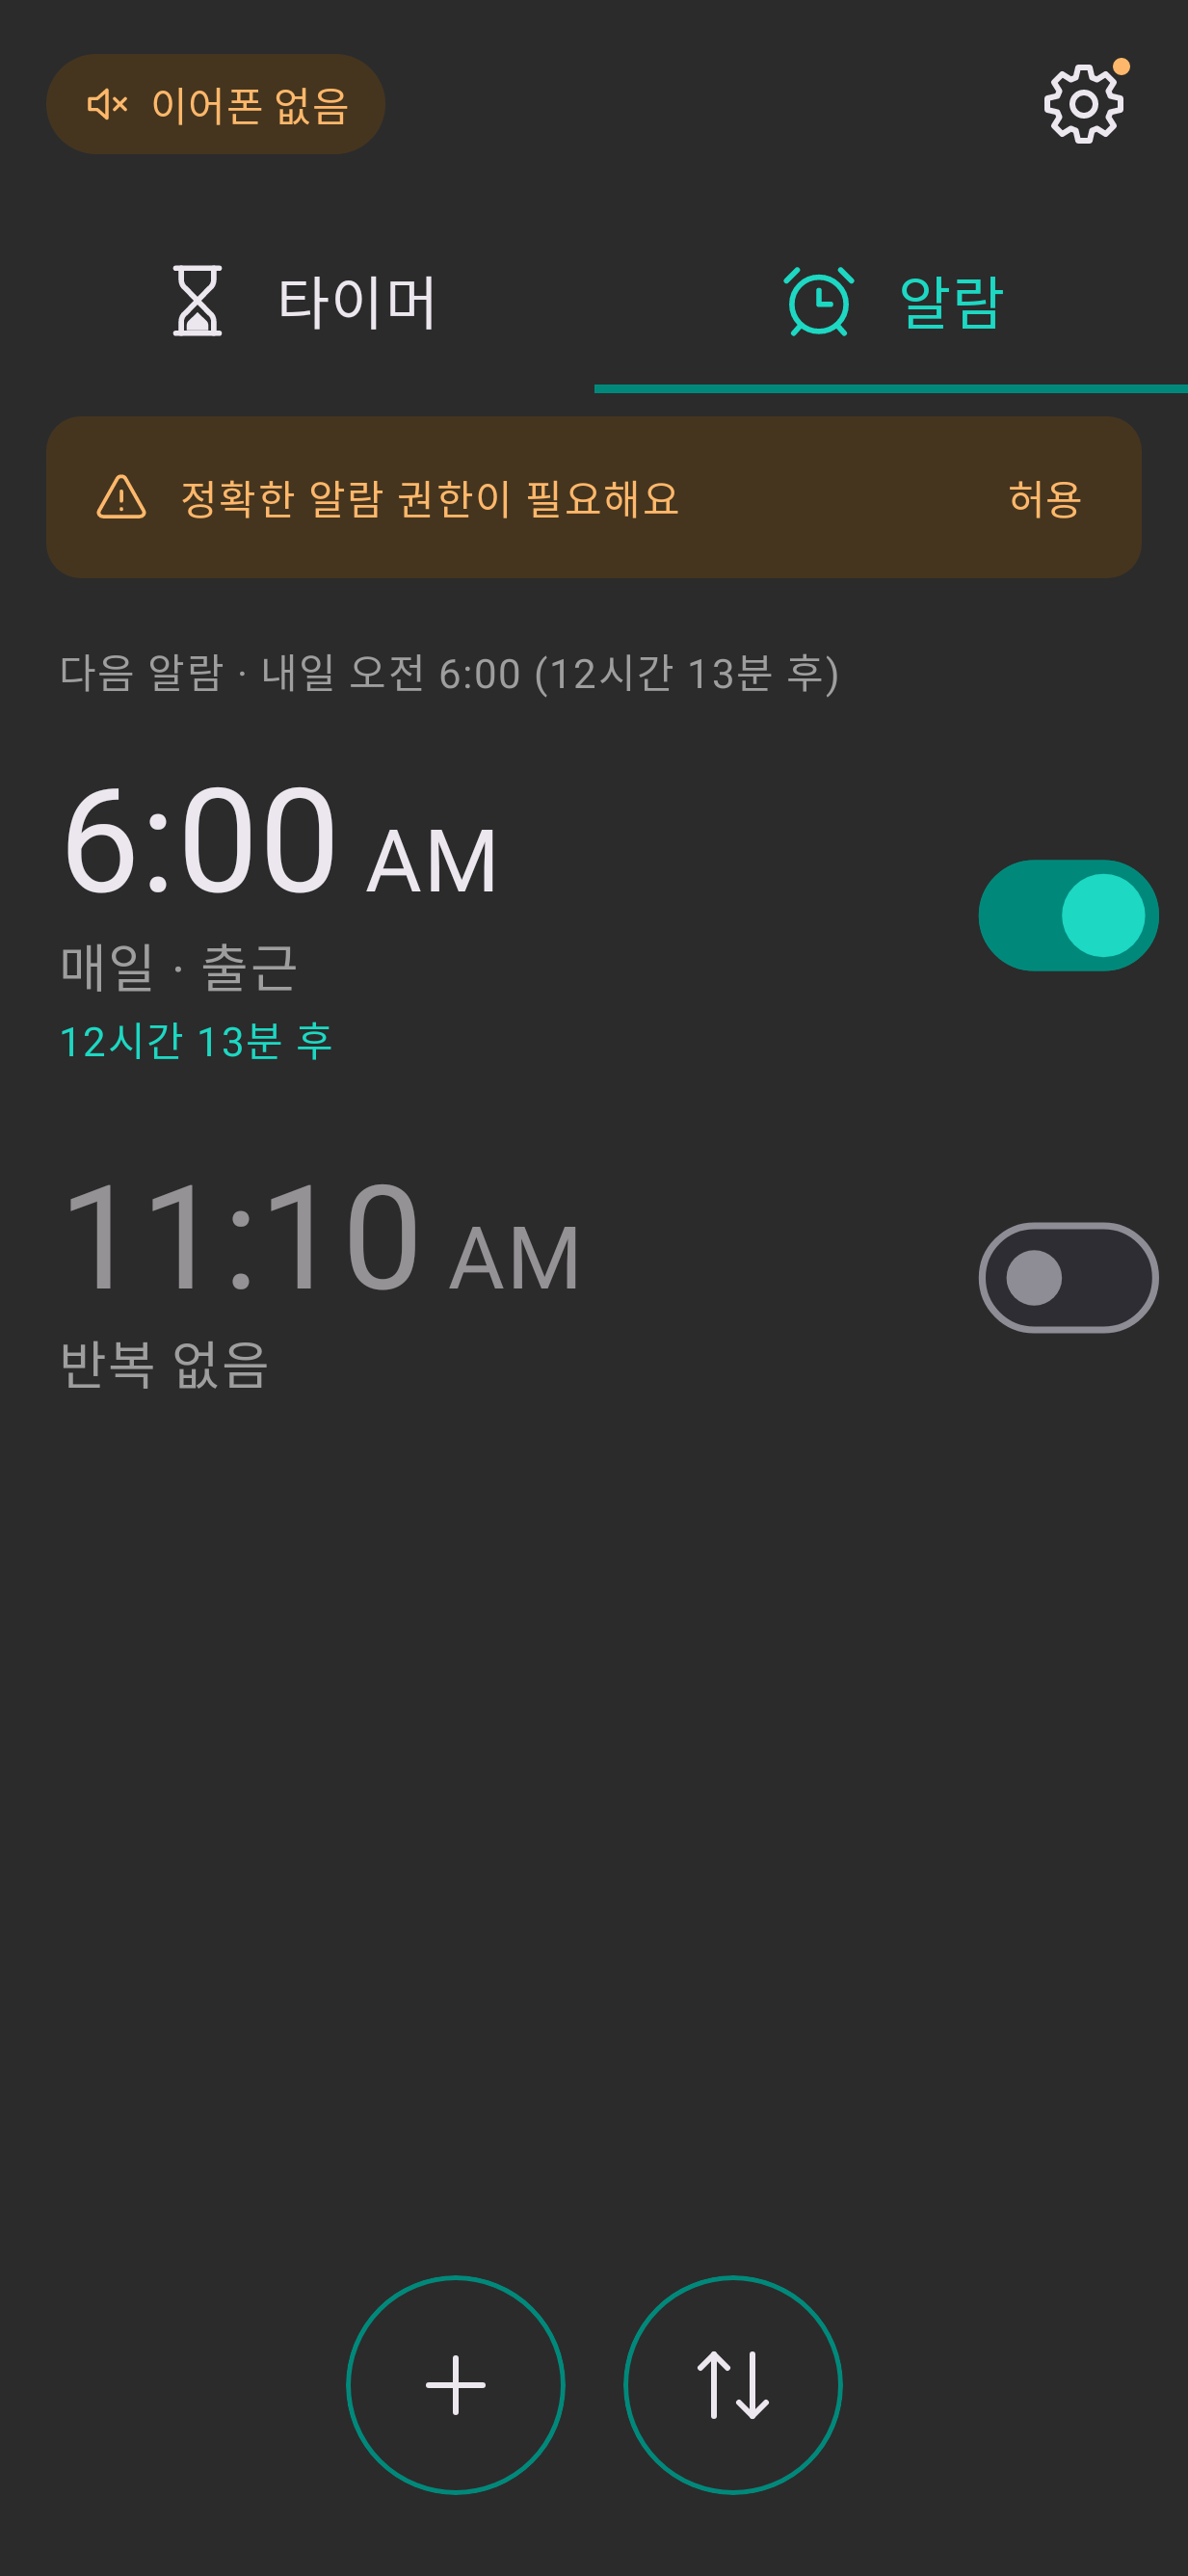 이어폰 없음
타이머
알람
정확한 알람 권한이 필요해요
허용
다음 알람 · 내일 오전 6:00 (12시간 13분 후)
6:00 AM
매일 · 출근
12시간 13분 후
11:10 AM
반복 없음